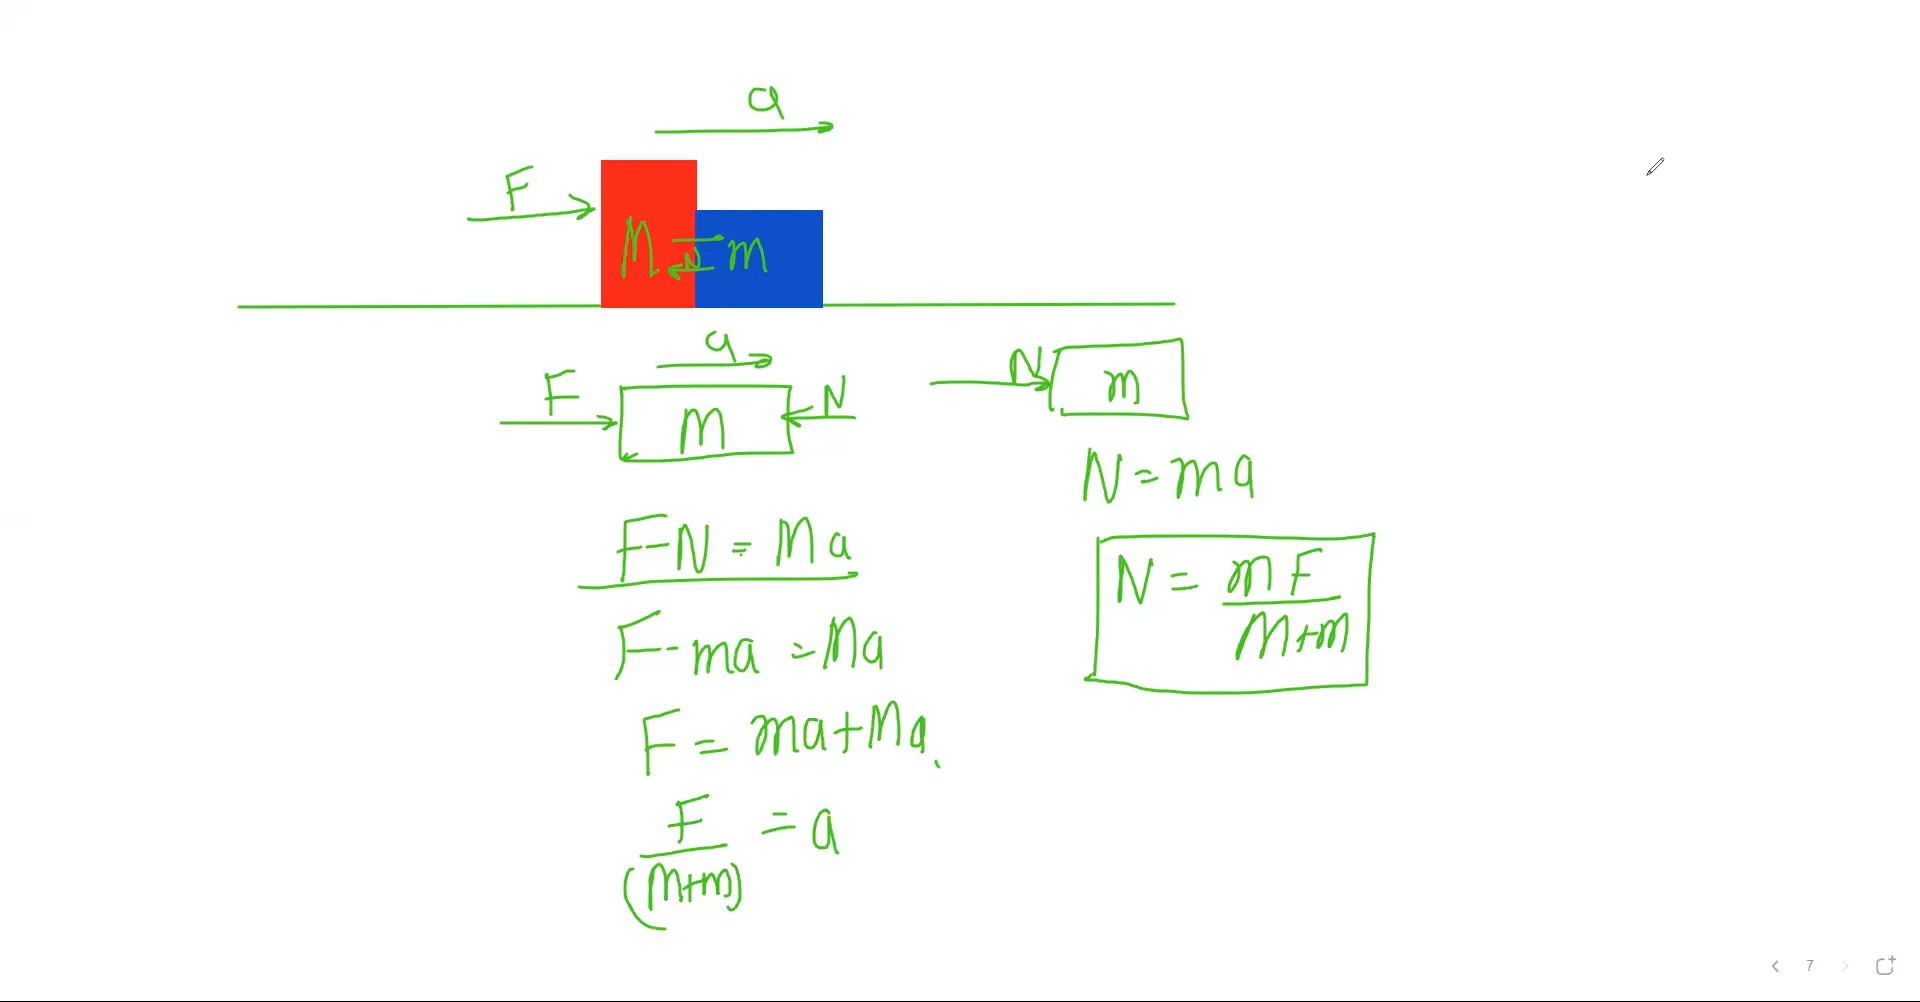 a
F
M N m
a
F M N
N m
F-N = Ma
F-ma = Ma
F = ma+Ma
F/(M+m) = a
N = ma
N = mF/M+m
7